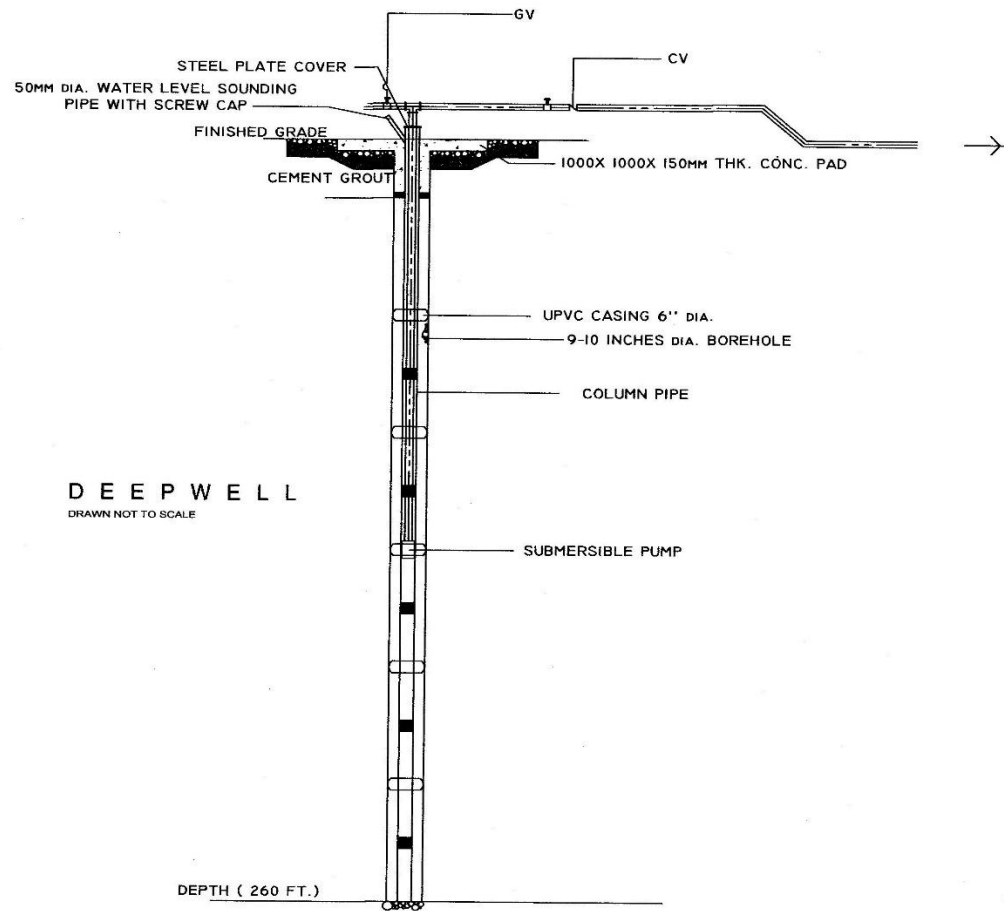 GV
CV
STEEL PLATE COVER
50MM DIA. WATER LEVEL SOUNDING
PIPE WITH SCREW CAP
FINISHED GRADE
1000X 1000X 150MM THK. CONC. PAD
CEMENT GROUT
UPVC CASING 6'' DIA.
9-10 INCHES DIA. BOREHOLE
COLUMN PIPE
DEEPWELL
DRAWN NOT TO SCALE
SUBMERSIBLE PUMP
DEPTH ( 260 FT.)